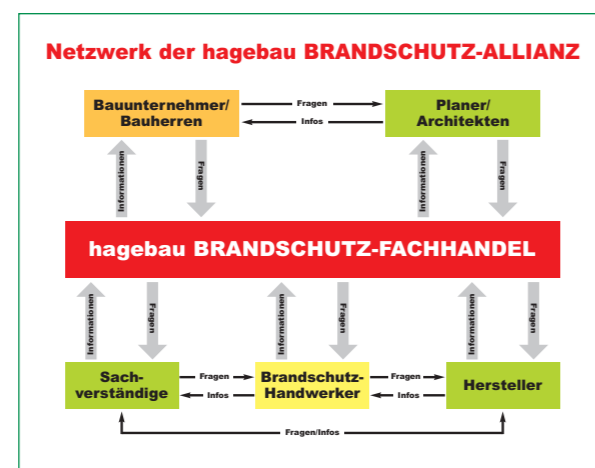 Netzwerk der hagebau BRANDSCHUTZ-ALLIANZ
Bauunternehmer/
Bauherren
Fragen
Infos
Planer/
Architekten
Informationen
Fragen
Informationen
Fragen
hagebau BRANDSCHUTZ-FACHHANDEL
Informationen
Fragen
Informationen
Fragen
Informationen
Fragen
Sach-
verständige
Fragen
Infos
Brandschutz-
Handwerker
Fragen
Infos
Hersteller
Fragen/Infos